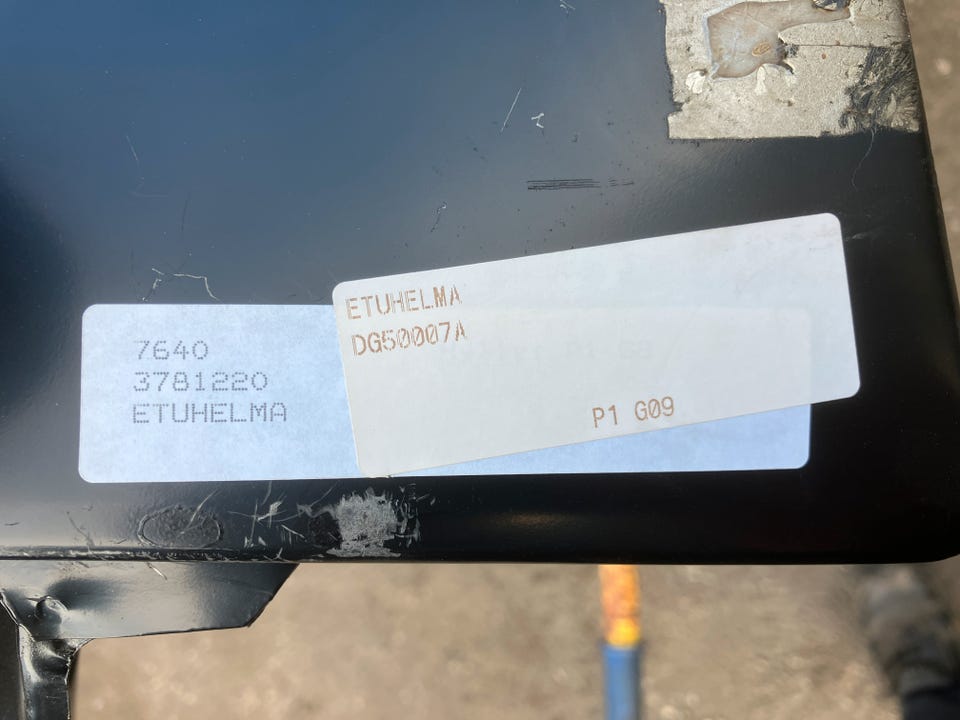 7640
3781220
ETUHELMA
ETUHELMA
DG50007A
P1 G09